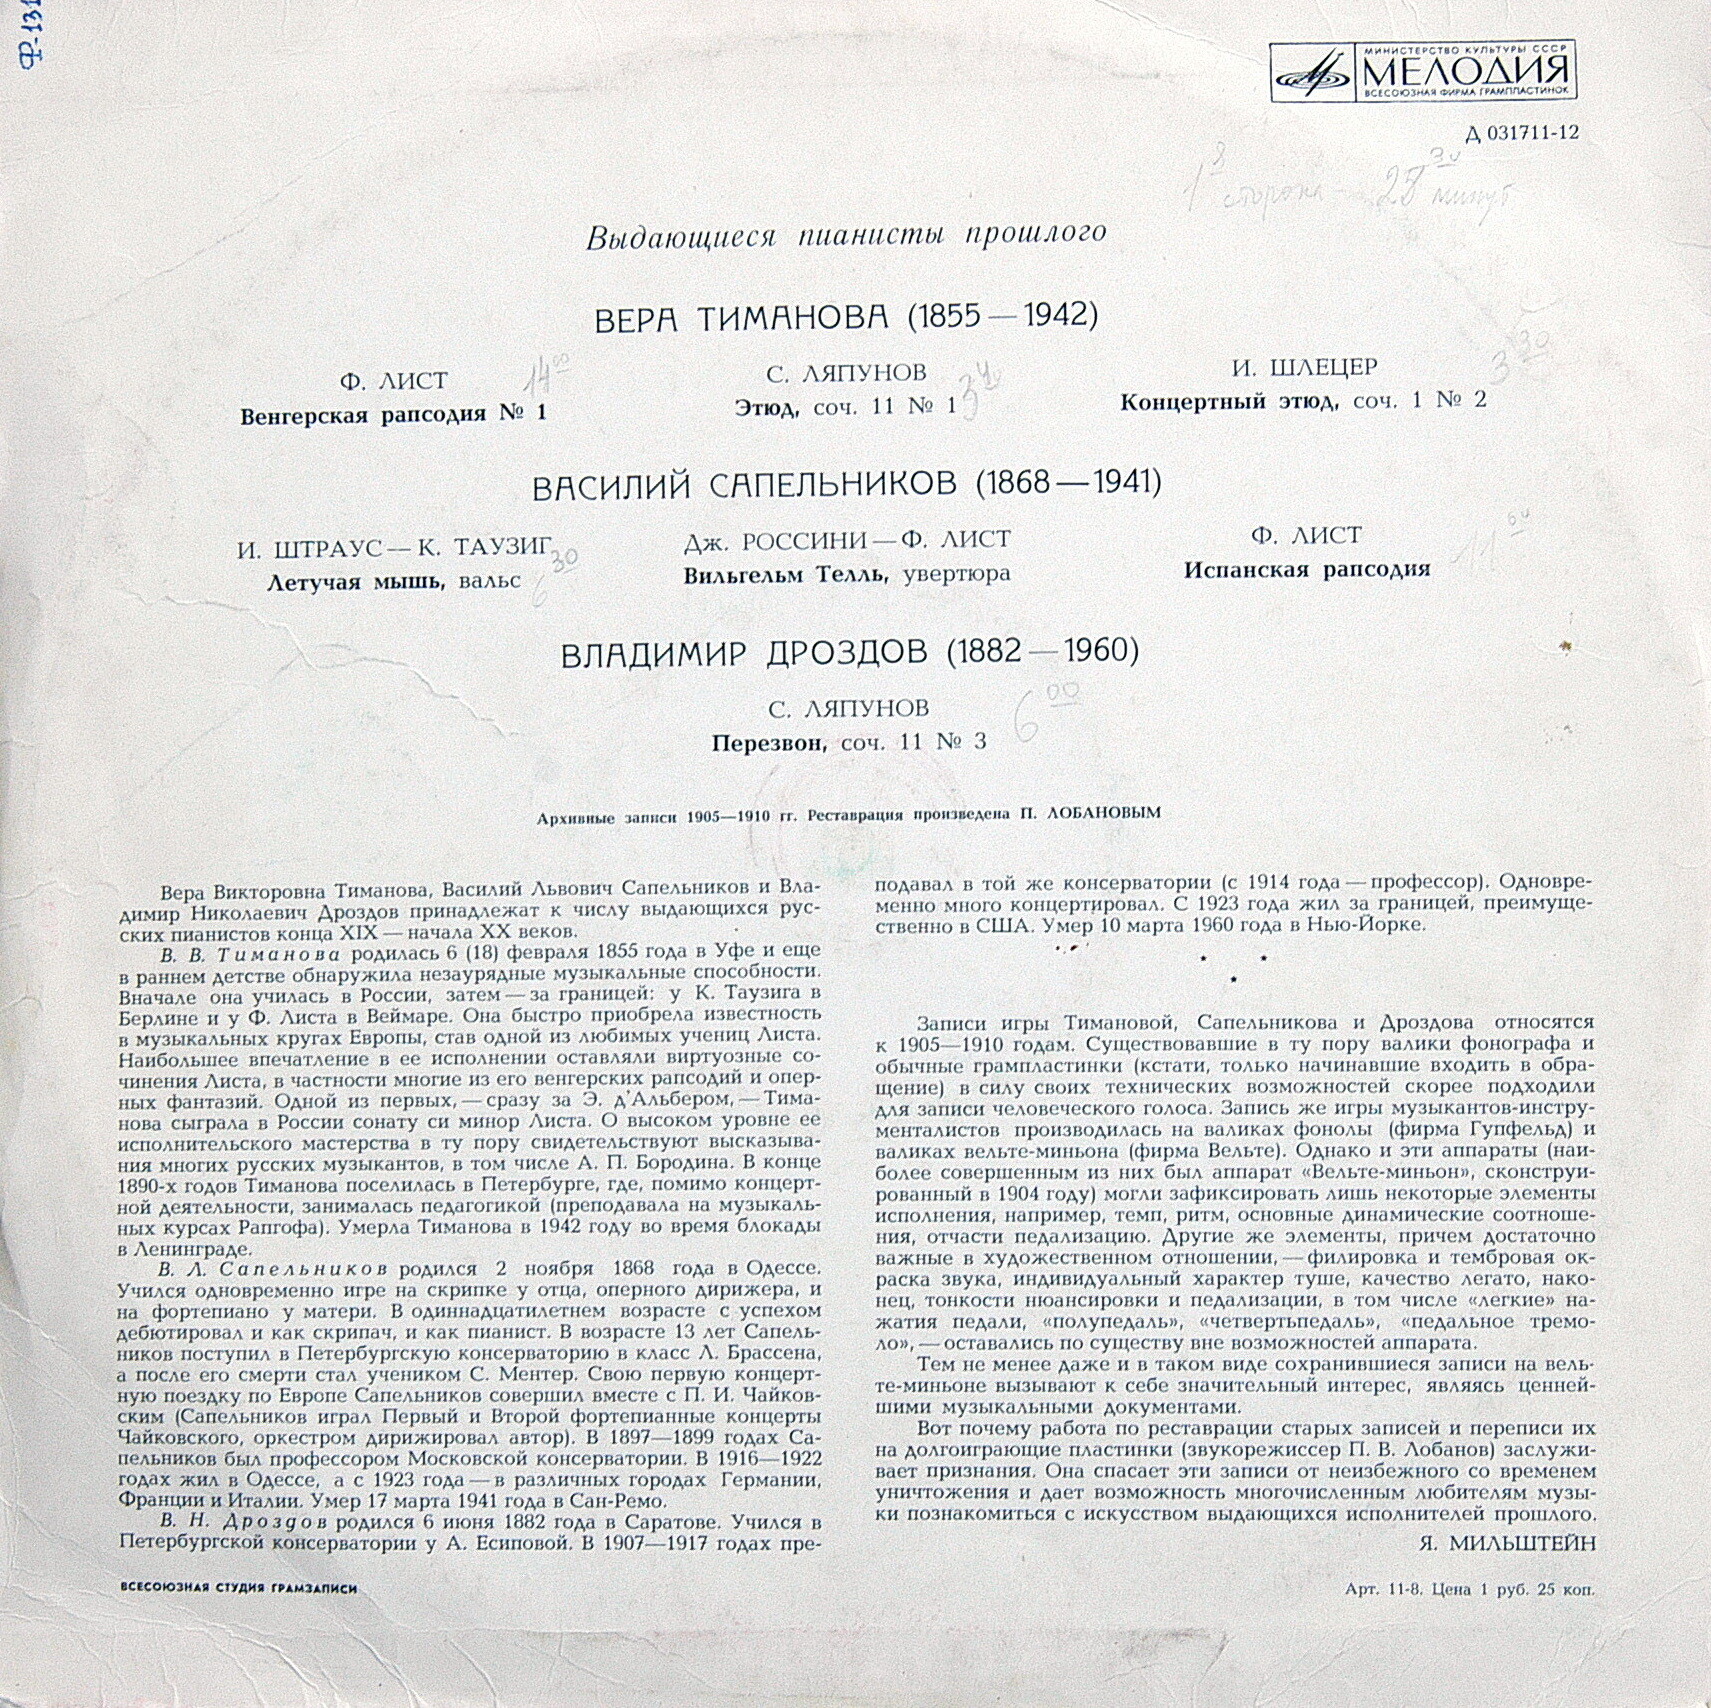 Ф-131
МИНИСТЕРСТВО КУЛЬТУРЫ СССР
МЕЛОДИЯ
ВСЕСОЮЗНАЯ ФИРМА ГРАМПЛАСТИНОК
Д 031711-12
1я сторона — 25 30 минут
Выдающиеся пианисты прошлого
ВЕРА ТИМАНОВА (1855—1942)
Ф. ЛИСТ 14 00
Венгерская рапсодия № 1
С. ЛЯПУНОВ
Этюд, соч. 11 № 1
И. ШЛЕЦЕР 3 30
Концертный этюд, соч. 1 № 2
ВАСИЛИЙ САПЕЛЬНИКОВ (1868—1941)
И. ШТРАУС—К. ТАУЗИГ
Летучая мышь, вальс 6 30
Дж. РОССИНИ—Ф. ЛИСТ
Вильгельм Телль, увертюра
Ф. ЛИСТ
Испанская рапсодия
ВЛАДИМИР ДРОЗДОВ (1882—1960)
С. ЛЯПУНОВ
Перезвон, соч. 11 № 3 6 00
Архивные записи 1905—1910 гг. Реставрация произведена П. ЛОБАНОВЫМ
Вера Викторовна Тиманова, Василий Львович Сапельников и Вла-
димир Николаевич Дроздов принадлежат к числу выдающихся рус-
ских пианистов конца XIX — начала XX веков.
В. В. Тиманова родилась 6 (18) февраля 1855 года в Уфе и еще
в раннем детстве обнаружила незаурядные музыкальные способности.
Вначале она училась в России, затем — за границей: у К. Таузига в
Берлине и у Ф. Листа в Веймаре. Она быстро приобрела известность
в музыкальных кругах Европы, став одной из любимых учениц Листа.
Наибольшее впечатление в ее исполнении оставляли виртуозные со-
чинения Листа, в частности многие из его венгерских рапсодий и опер-
ных фантазий. Одной из первых, — сразу за Э. д'Альбером, — Тима-
нова сыграла в России сонату си минор Листа. О высоком уровне ее
исполнительского мастерства в ту пору свидетельствуют высказыва-
ния многих русских музыкантов, в том числе А. П. Бородина. В конце
1890-х годов Тиманова поселилась в Петербурге, где, помимо концерт-
ной деятельности, занималась педагогикой (преподавала на музыкаль-
ных курсах Рапгофа). Умерла Тиманова в 1942 году во время блокады
в Ленинграде.
В. Л. Сапельников родился 2 ноября 1868 года в Одессе.
Учился одновременно игре на скрипке у отца, оперного дирижера, и
на фортепиано у матери. В одиннадцатилетнем возрасте с успехом
дебютировал и как скрипач, и как пианист. В возрасте 13 лет Сапель-
ников поступил в Петербургскую консерваторию в класс Л. Брассена,
а после его смерти стал учеником С. Ментер. Свою первую концерт-
ную поездку по Европе Сапельников совершил вместе с П. И. Чайков-
ским (Сапельников играл Первый и Второй фортепианные концерты
Чайковского, оркестром дирижировал автор). В 1897—1899 годах Са-
пельников был профессором Московской консерватории. В 1916—1922
годах жил в Одессе, а с 1923 года — в различных городах Германии,
Франции и Италии. Умер 17 марта 1941 года в Сан-Ремо.
В. Н. Дроздов родился 6 июня 1882 года в Саратове. Учился в
Петербургской консерватории у А. Есиповой. В 1907—1917 годах пре-
подавал в той же консерватории (с 1914 года — профессор). Одновре-
менно много концертировал. С 1923 года жил за границей, преимуще-
ственно в США. Умер 10 марта 1960 года в Нью-Йорке.
* * *
Записи игры Тимановой, Сапельникова и Дроздова относятся
к 1905—1910 годам. Существовавшие в ту пору валики фонографа и
обычные грампластинки (кстати, только начинавшие входить в обра-
щение) в силу своих технических возможностей скорее подходили
для записи человеческого голоса. Запись же игры музыкантов-инстру-
менталистов производилась на валиках фонолы (фирма Гупфельд) и
валиках вельте-миньона (фирма Вельте). Однако и эти аппараты (наи-
более совершенным из них был аппарат «Вельте-миньон», сконструи-
рованный в 1904 году) могли зафиксировать лишь некоторые элементы
исполнения, например, темп, ритм, основные динамические соотноше-
ния, отчасти педализацию. Другие же элементы, причем достаточно
важные в художественном отношении, — филировка и тембровая ок-
раска звука, индивидуальный характер туше, качество легато, нако-
нец, тонкости нюансировки и педализации, в том числе «легкие» на-
жатия педали, «полупедаль», «четвертьпедаль», «педальное тремо-
ло», — оставались по существу вне возможностей аппарата.
Тем не менее даже и в таком виде сохранившиеся записи на вель-
те-миньоне вызывают к себе значительный интерес, являясь ценней-
шими музыкальными документами.
Вот почему работа по реставрации старых записей и переписи их
на долгоиграющие пластинки (звукорежиссер П. В. Лобанов) заслужи-
вает признания. Она спасает эти записи от неизбежного со временем
уничтожения и дает возможность многочисленным любителям музы-
ки познакомиться с искусством выдающихся исполнителей прошлого.
Я. МИЛЬШТЕЙН
ВСЕСОЮЗНАЯ СТУДИЯ ГРАМЗАПИСИ
Арт. 11-8. Цена 1 руб. 25 коп.